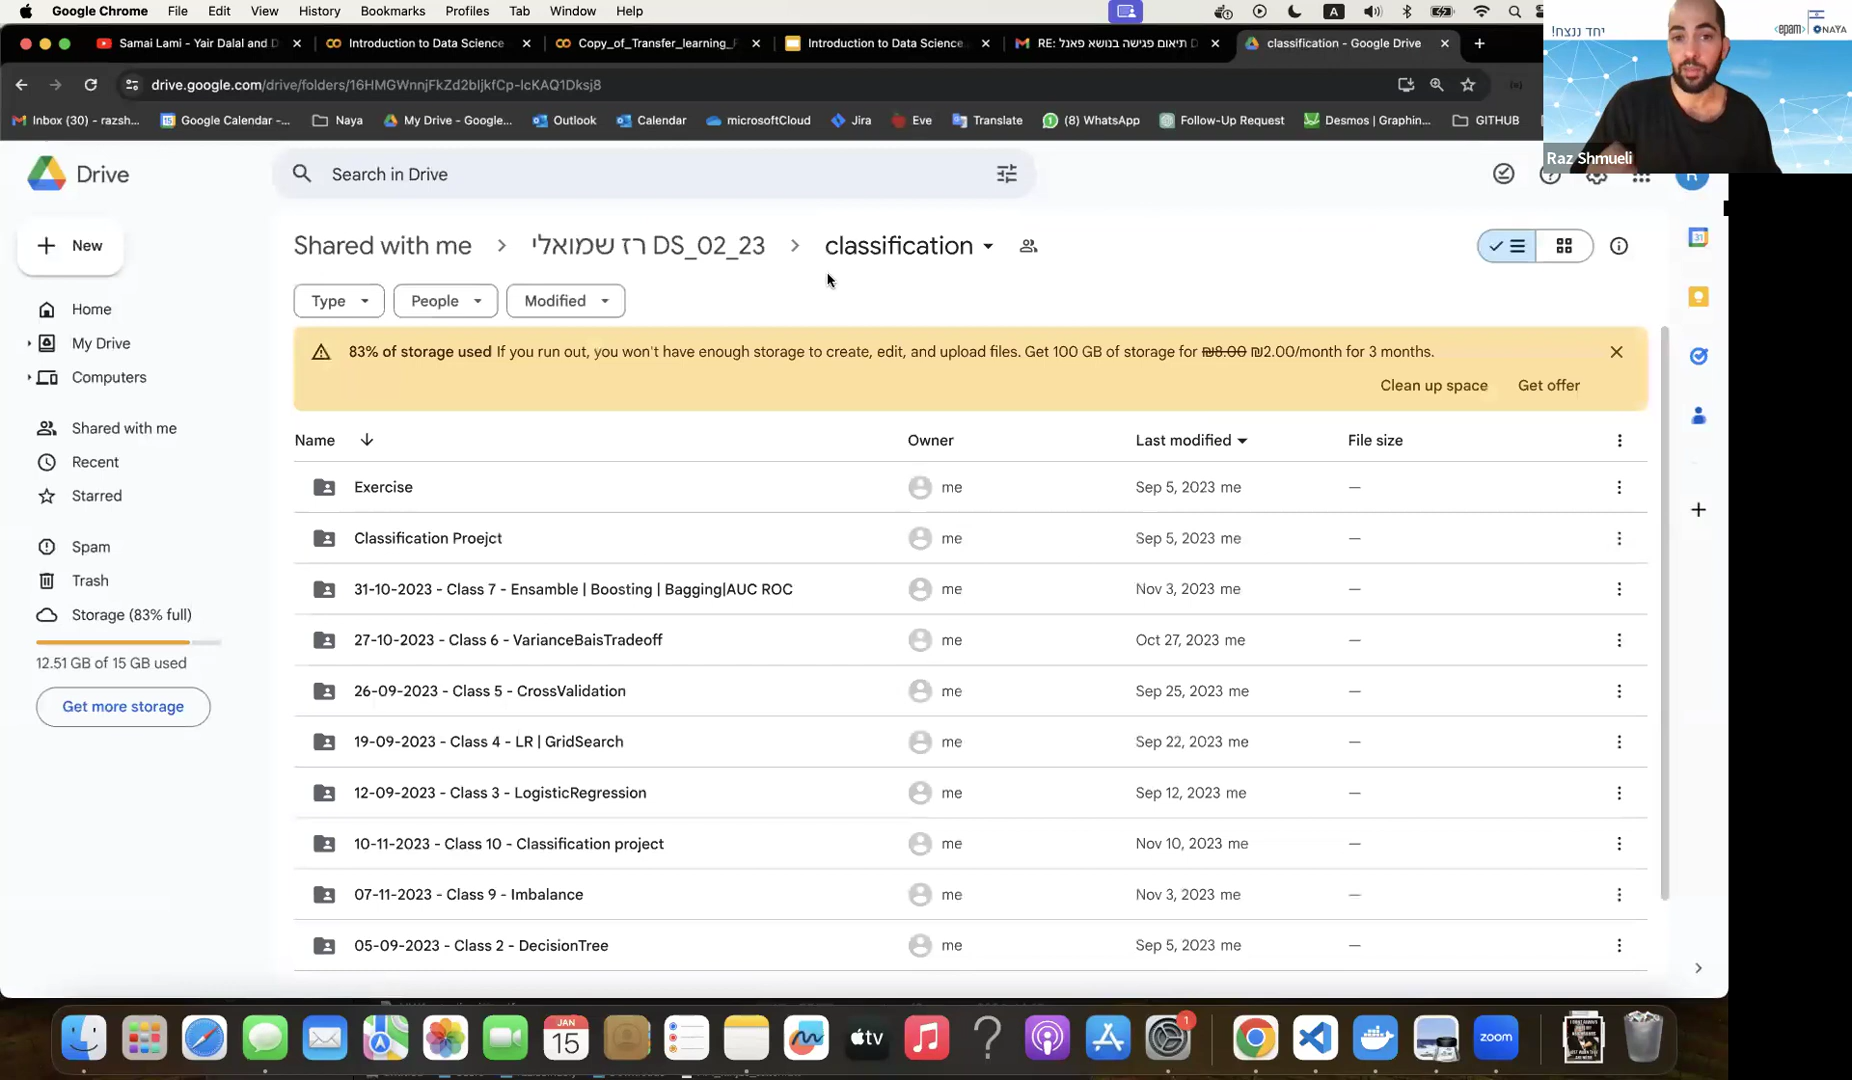 Google Chrome File Edit View History Bookmarks Profiles Tab Window Help
Samai Lami - Yair Dalal and D
Introduction to Data Science
Copy_of_Transfer_learning_F
Introduction to Data Science
RE: תיאום פגישה בנושא פאנל D
classification - Google Drive
drive.google.com/drive/folders/16HMGWnnjFkZd2bIjkfCp-IcKAQ1Dksj8
Inbox (30) - razsh...
Google Calendar -...
Naya
My Drive - Google...
Outlook
Calendar
microsoftCloud
Jira
Eve
Translate
(8) WhatsApp
Follow-Up Request
Desmos | Graphin...
GITHUB
יחד ננצח!
<epam>
NAYA
Raz Shmueli
Drive
Search in Drive
New
Home
My Drive
Computers
Shared with me
Recent
Starred
Spam
Trash
Storage (83% full)
12.51 GB of 15 GB used
Get more storage
Shared with me > רז שמואלי DS_02_23 > classification
Type People Modified
83% of storage used If you run out, you won't have enough storage to create, edit, and upload files. Get 100 GB of storage for ₪8.00 ₪2.00/month for 3 months.
Clean up space Get offer
Name Owner Last modified File size
Exercise me Sep 5, 2023 me —
Classification Proejct me Sep 5, 2023 me —
31-10-2023 - Class 7 - Ensamble | Boosting | Bagging|AUC ROC me Nov 3, 2023 me —
27-10-2023 - Class 6 - VarianceBaisTradeoff me Oct 27, 2023 me —
26-09-2023 - Class 5 - CrossValidation me Sep 25, 2023 me —
19-09-2023 - Class 4 - LR | GridSearch me Sep 22, 2023 me —
12-09-2023 - Class 3 - LogisticRegression me Sep 12, 2023 me —
10-11-2023 - Class 10 - Classification project me Nov 10, 2023 me —
07-11-2023 - Class 9 - Imbalance me Nov 3, 2023 me —
05-09-2023 - Class 2 - DecisionTree me Sep 5, 2023 me —
JAN
15
tv
1
zoom